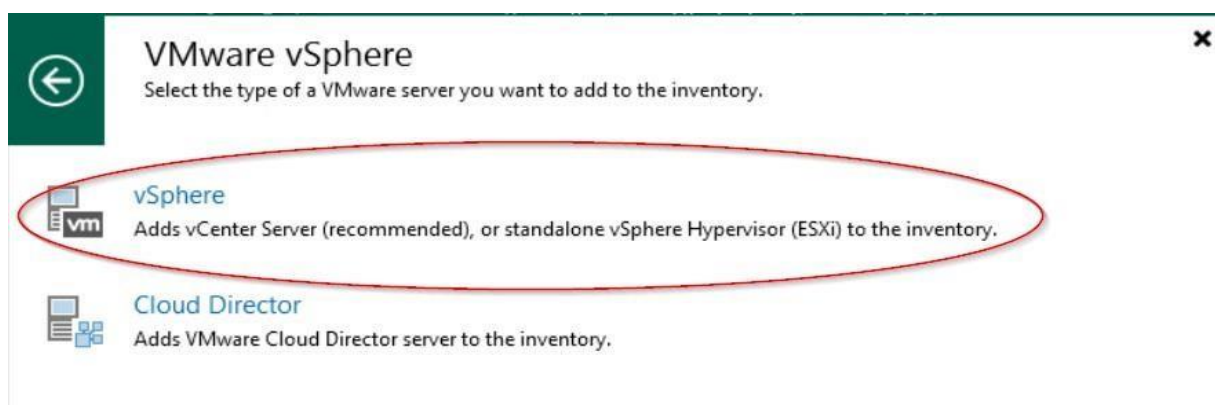 VMware vSphere
Select the type of a VMware server you want to add to the inventory.
vSphere
vm
Adds vCenter Server (recommended), or standalone vSphere Hypervisor (ESXi) to the inventory.
Cloud Director
Adds VMware Cloud Director server to the inventory.